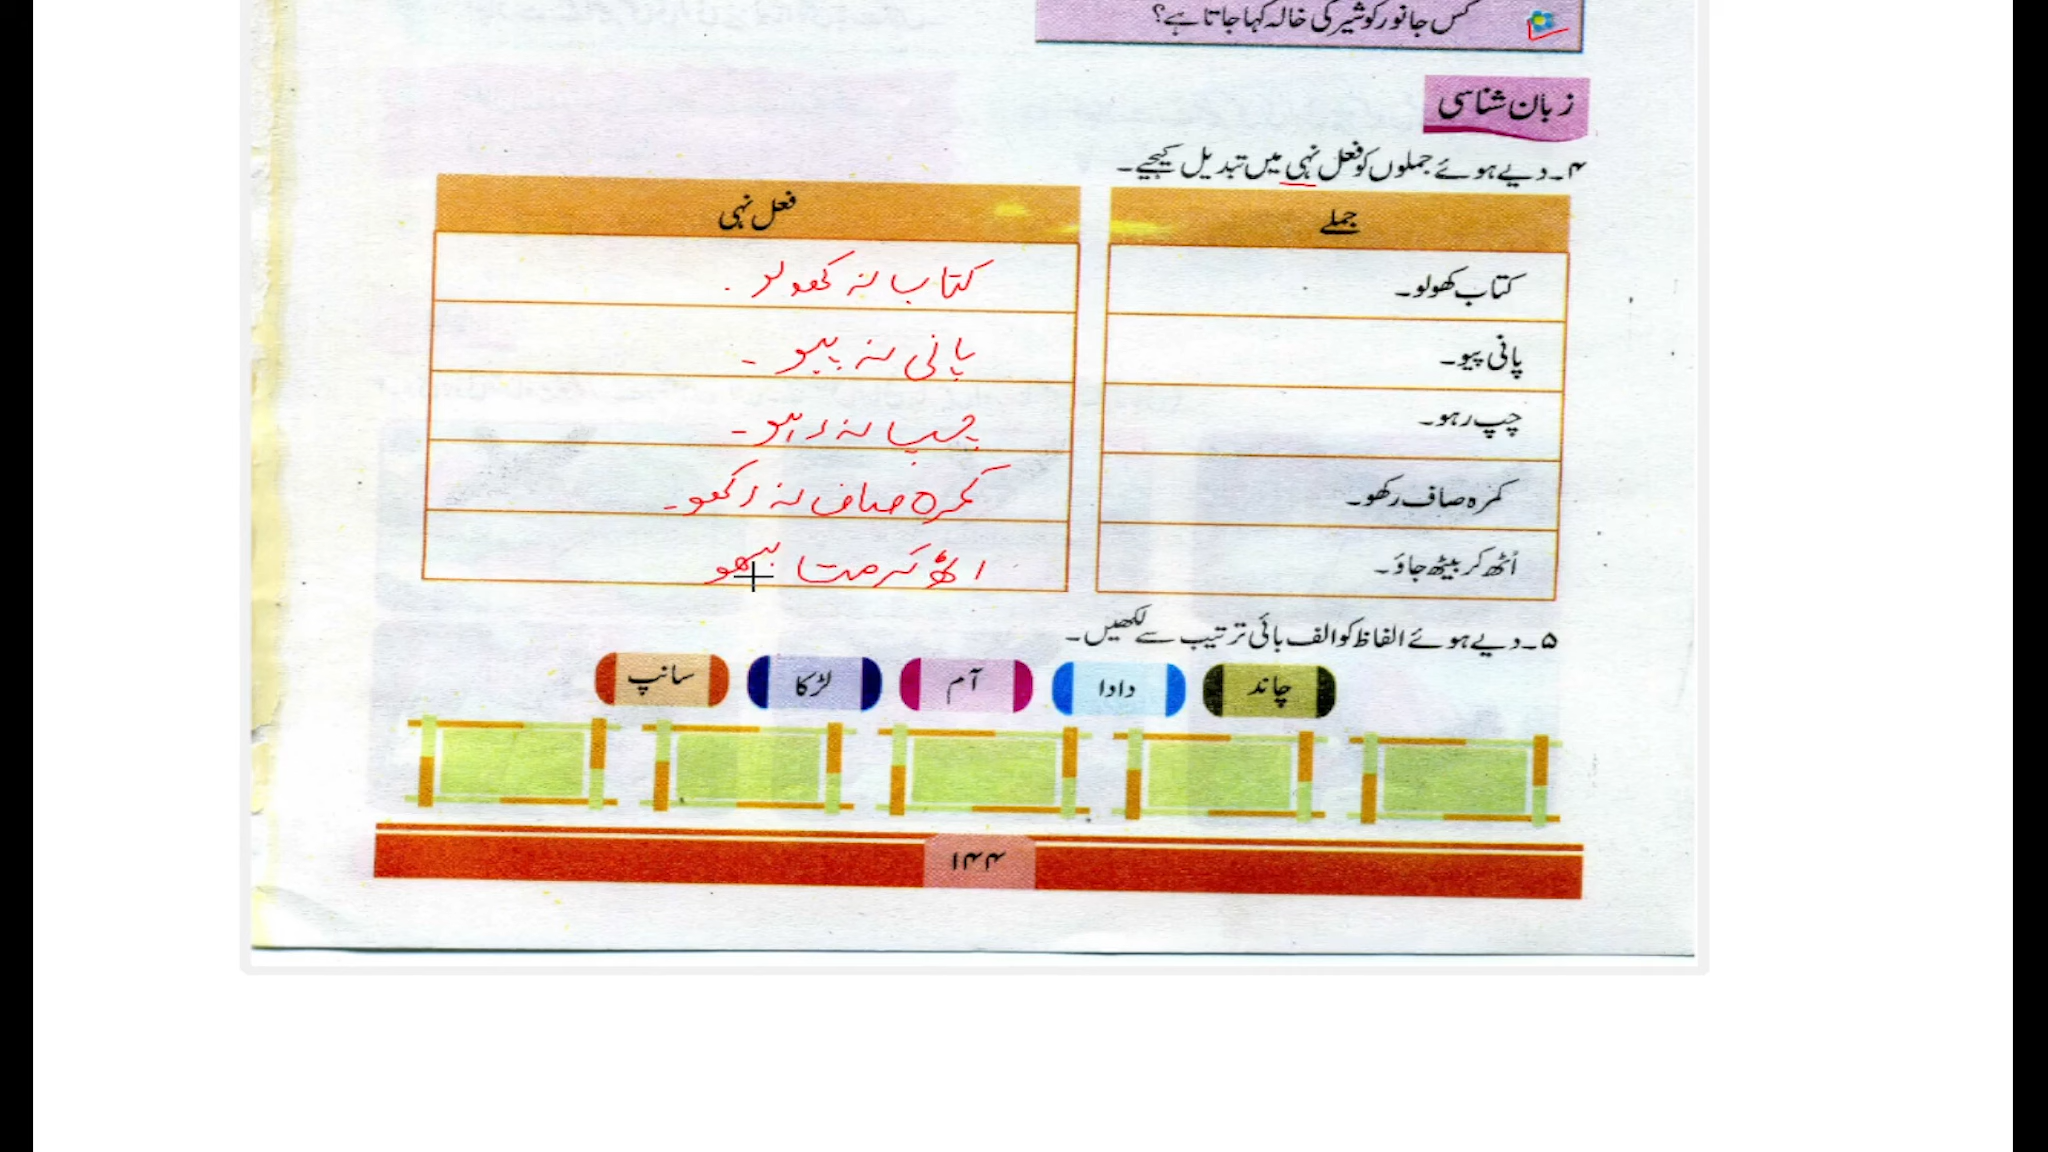 کس جانور کو شیر کی خالہ کہا جاتا ہے؟
زبان شناسی
۴۔ دیے ہوئے جملوں کو فعل نہی میں تبدیل کیجیے۔
جملے
فعل نہی
کتاب کھولو۔
کتاب نہ کھولو۔
پانی پیو۔
پانی نہ پیو۔
چپ رہو۔
چپ نہ رہو۔
کمرہ صاف رکھو۔
کمرہ صاف نہ رکھو۔
اُٹھ کر بیٹھ جاؤ۔
اٹھ کر مت
۵۔ دیے ہوئے الفاظ کو الف بائی ترتیب سے لکھیں۔
چاند دادا آم لڑکا سانپ
۱۴۴